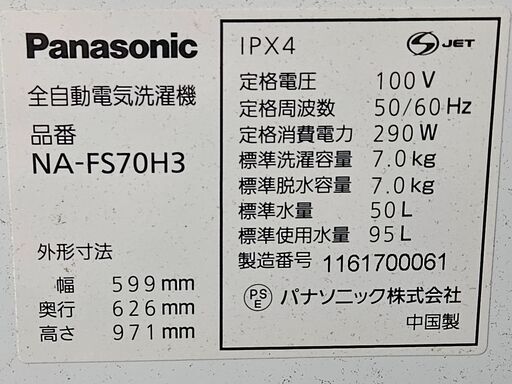 Panasonic
全自動電気洗濯機
品番
NA-FS70H3
外形寸法
幅 599mm
奥行 626mm
高さ 971mm
IPX4 S JET
定格電圧 100V
定格周波数 50/60Hz
定格消費電力 290W
標準洗濯容量 7.0kg
標準脱水容量 7.0kg
標準水量 50L
標準使用水量 95L
製造番号 1161700061
PSE パナソニック株式会社
中国製